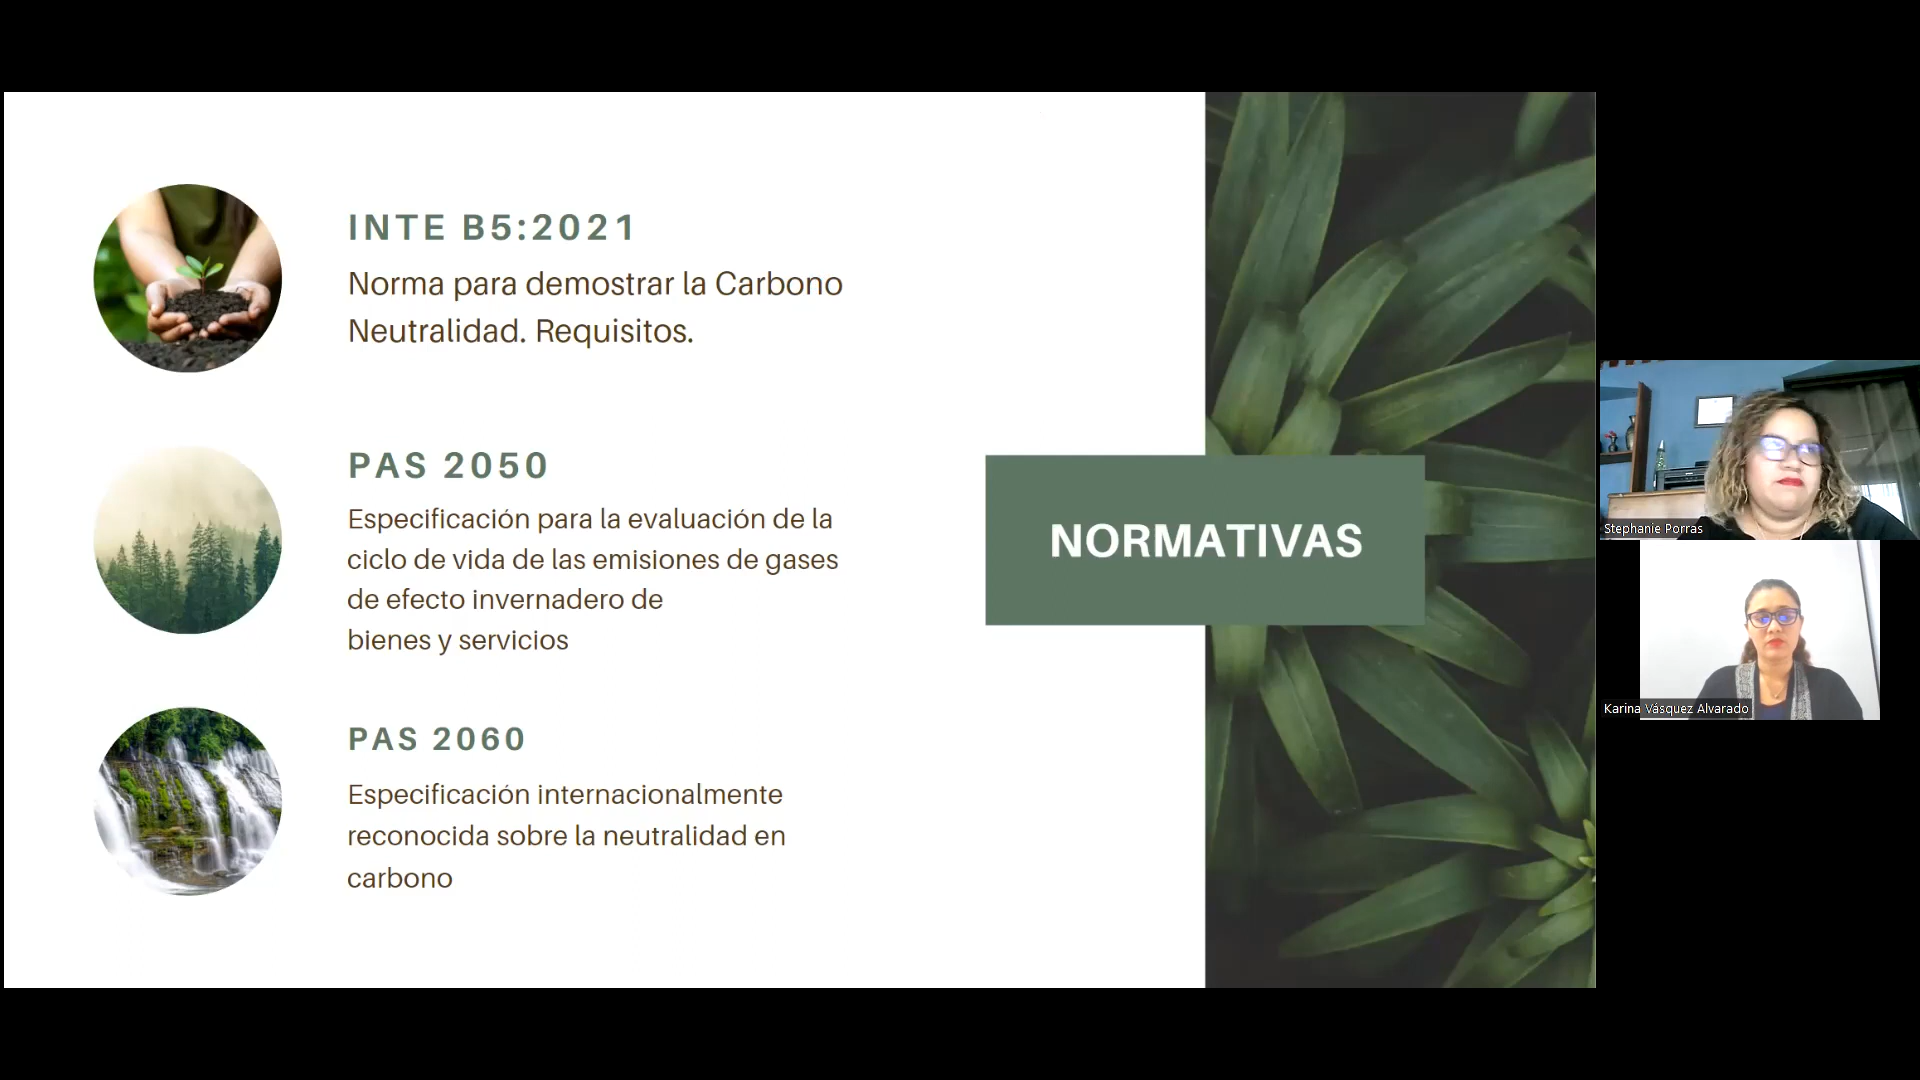 INTE B5:2021
Norma para demostrar la Carbono
Neutralidad. Requisitos.
PAS 2050
Especificación para la evaluación de la
ciclo de vida de las emisiones de gases
de efecto invernadero de
bienes y servicios
PAS 2060
Especificación internacionalmente
reconocida sobre la neutralidad en
carbono
NORMATIVAS
Stephanie Porras
Karina Vásquez Alvarado